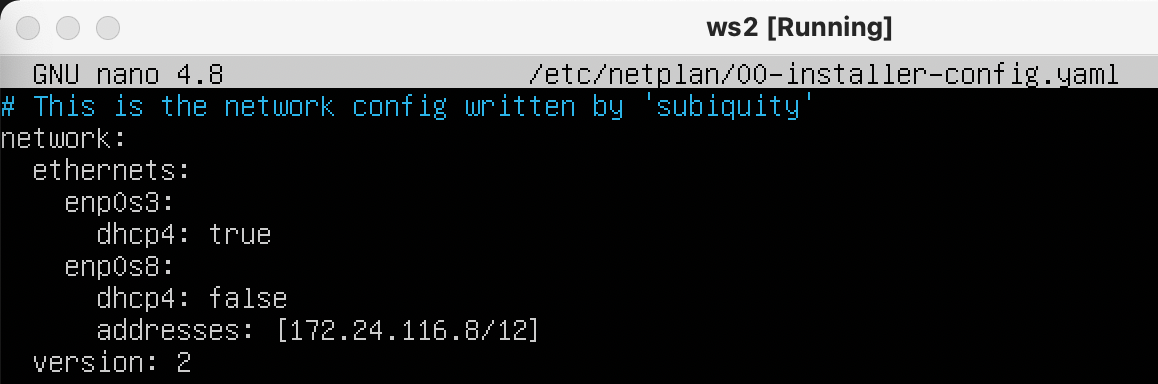 ws2 [Running]
GNU nano 4.8 /etc/netplan/00-installer-config.yaml
# This is the network config written by 'subiquity'
network:
  ethernets:
    enp0s3:
      dhcp4: true
    enp0s8:
      dhcp4: false
      addresses: [172.24.116.8/12]
  version: 2